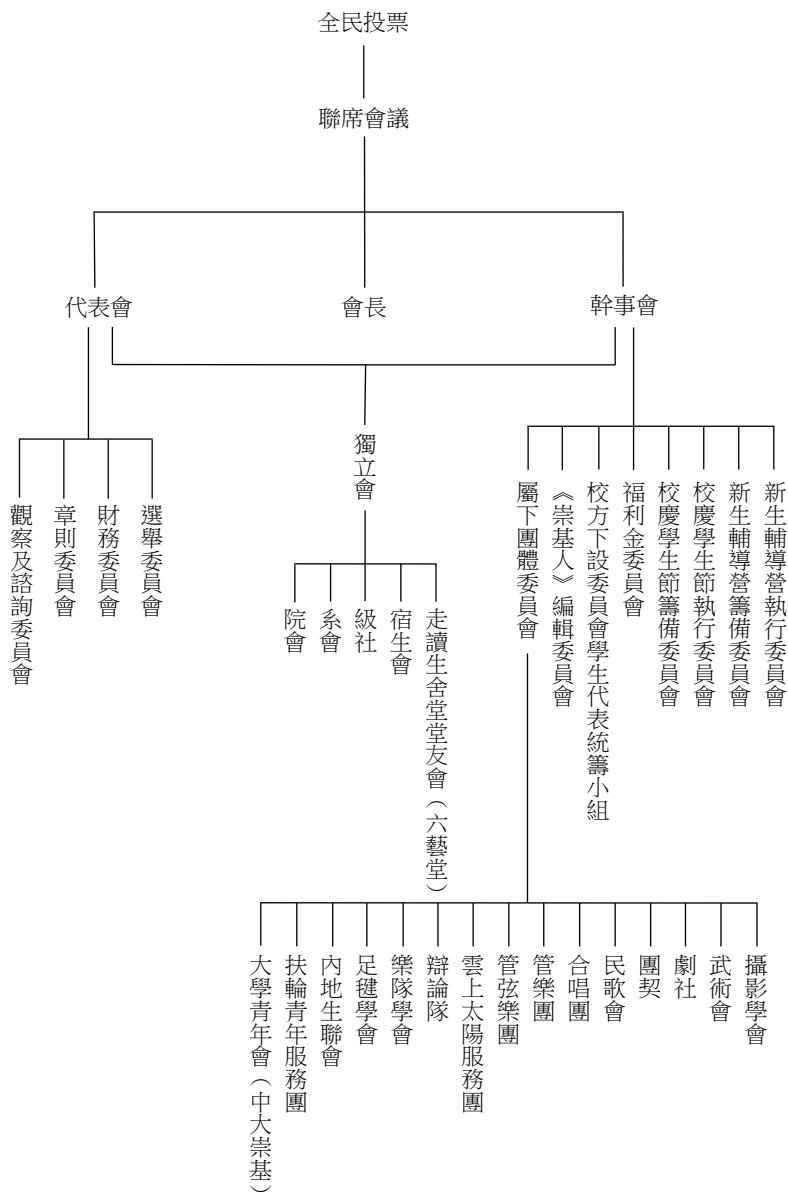 全民投票
聯席會議
代表會
會長
幹事會
獨立會
觀察及諮詢委員會
章則委員會
財務委員會
選舉委員會
院會
系會
級社
宿生會
走讀生舍堂堂友會（六藝堂）
屬下團體委員會
《崇基人》編輯委員會
校方下設委員會學生代表統籌小組
福利金委員會
校慶學生節籌備委員會
校慶學生節執行委員會
新生輔導營籌備委員會
新生輔導營執行委員會
大學青年會（中大崇基）
扶輪青年服務團
內地生聯會
足毽學會
樂隊學會
辯論隊
雲上太陽服務團
管弦樂團
管樂團
合唱團
民歌會
團契
劇社
武術會
攝影學會